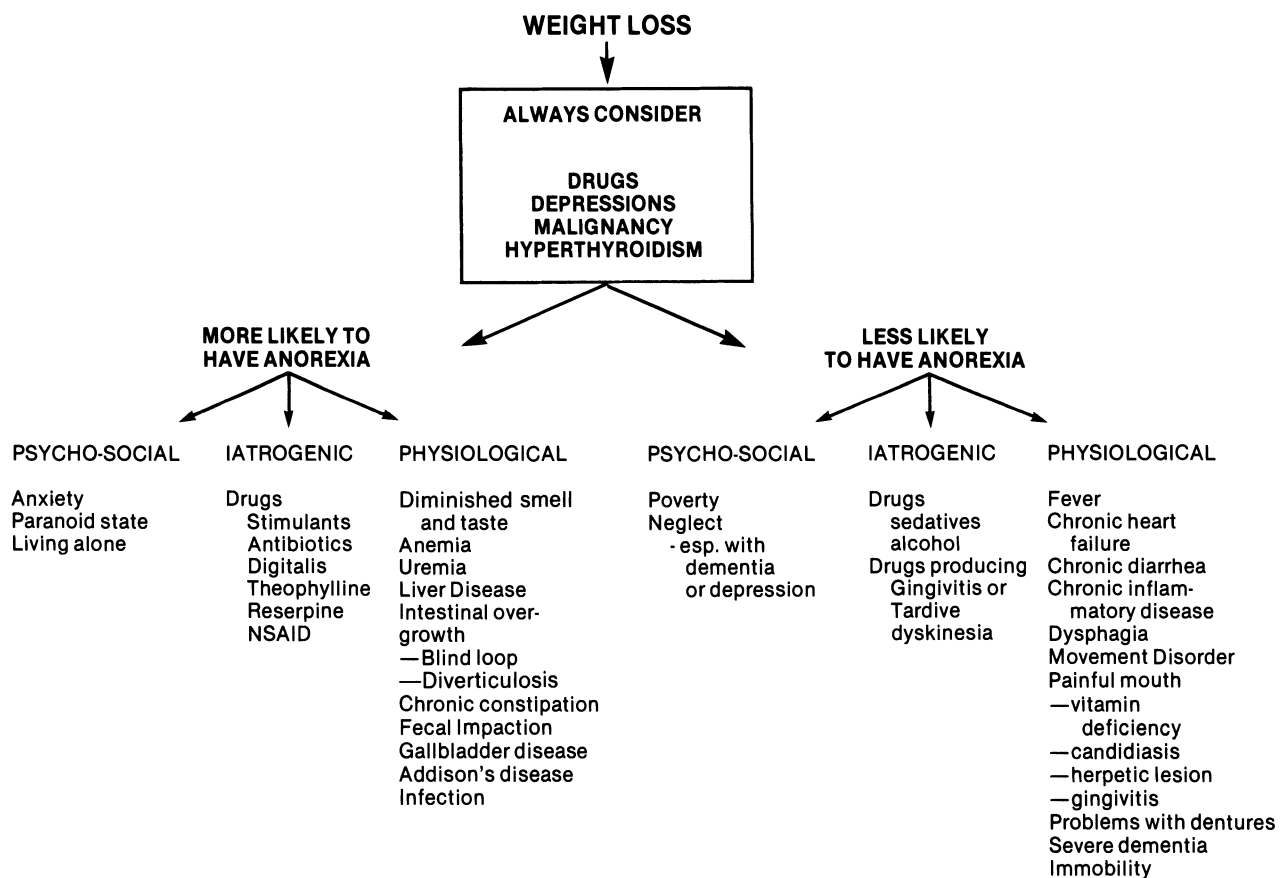 WEIGHT LOSS
ALWAYS CONSIDER
DRUGS
DEPRESSIONS
MALIGNANCY
HYPERTHYROIDISM
MORE LIKELY TO
HAVE ANOREXIA
PSYCHO-SOCIAL
Anxiety
Paranoid state
Living alone
IATROGENIC
Drugs
Stimulants
Antibiotics
Digitalis
Theophylline
Reserpine
NSAID
PHYSIOLOGICAL
Diminished smell
and taste
Anemia
Uremia
Liver Disease
Intestinal over-
growth
—Blind loop
—Diverticulosis
Chronic constipation
Fecal Impaction
Gallbladder disease
Addison's disease
Infection
LESS LIKELY
TO HAVE ANOREXIA
PSYCHO-SOCIAL
Poverty
Neglect
- esp. with
dementia
or depression
IATROGENIC
Drugs
sedatives
alcohol
Drugs producing
Gingivitis or
Tardive
dyskinesia
PHYSIOLOGICAL
Fever
Chronic heart
failure
Chronic diarrhea
Chronic inflam-
matory disease
Dysphagia
Movement Disorder
Painful mouth
—vitamin
deficiency
—candidiasis
—herpetic lesion
—gingivitis
Problems with dentures
Severe dementia
Immobility